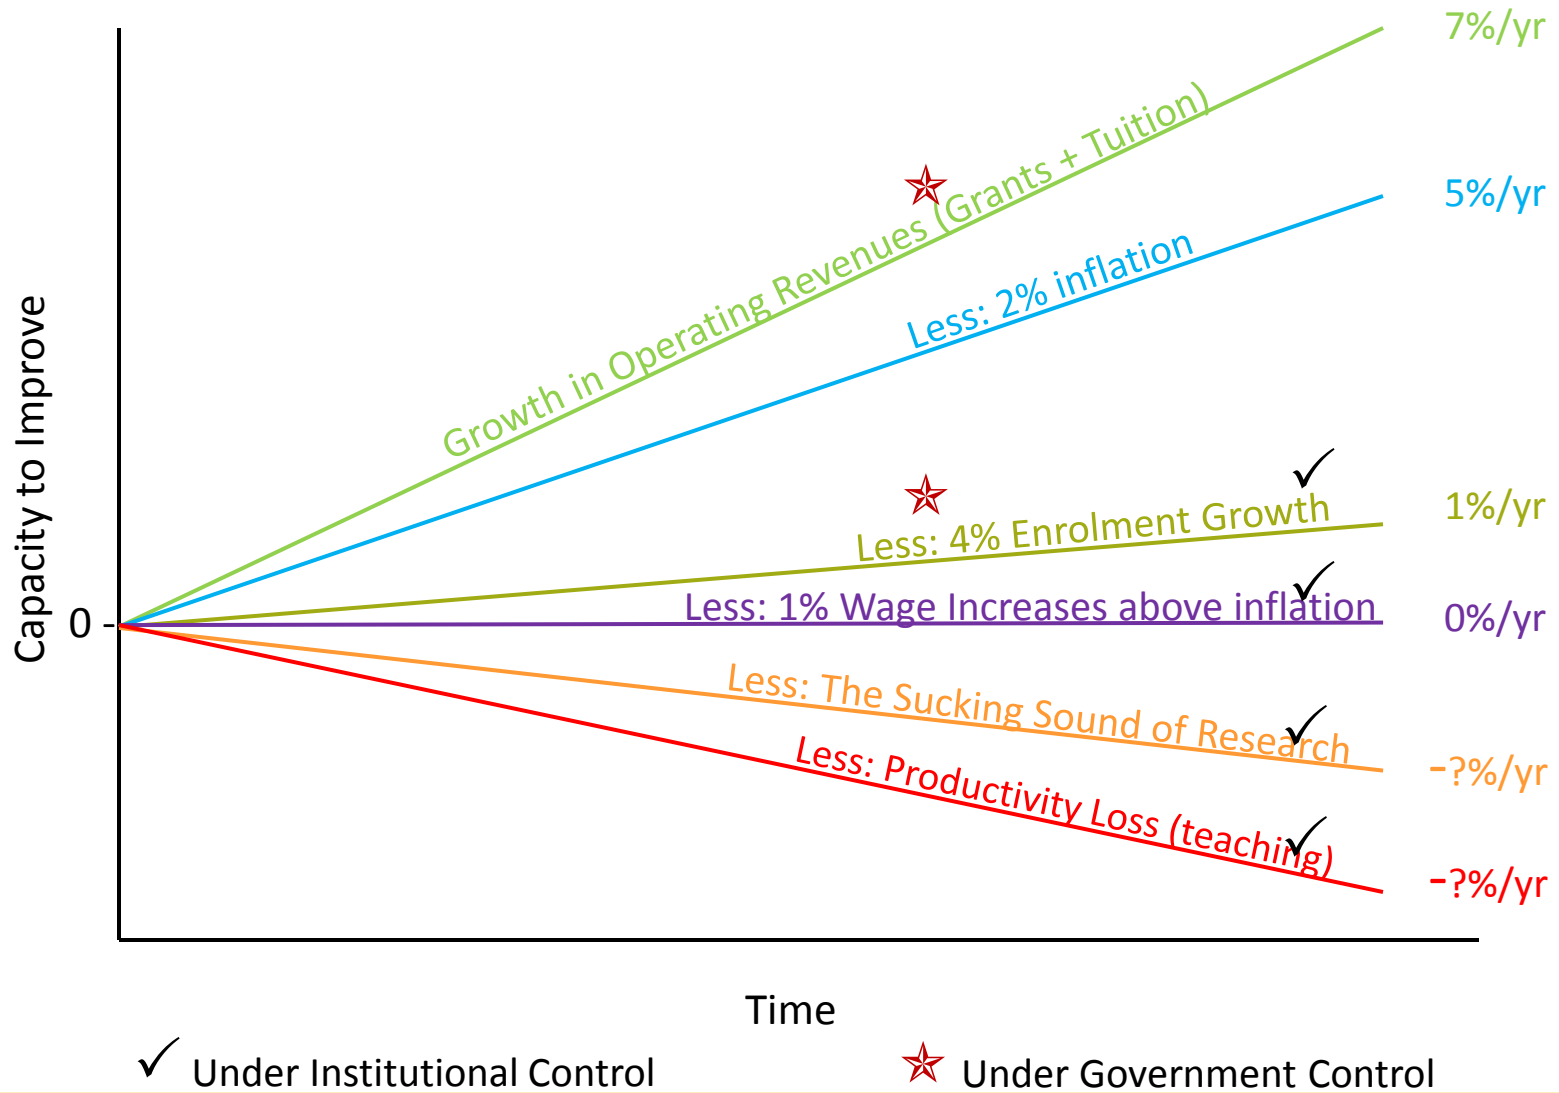 7%/yr
Growth in Operating Revenues (Grants + Tuition)
5%/yr
Less: 2% inflation
Capacity to Improve
1%/yr
Less: 4% Enrolment Growth
Less: 1% Wage Increases above inflation
0%/yr
0
Less: The Sucking Sound of Research
-?%/yr
Less: Productivity Loss (teaching)
-?%/yr
Time
Under Institutional Control
Under Government Control